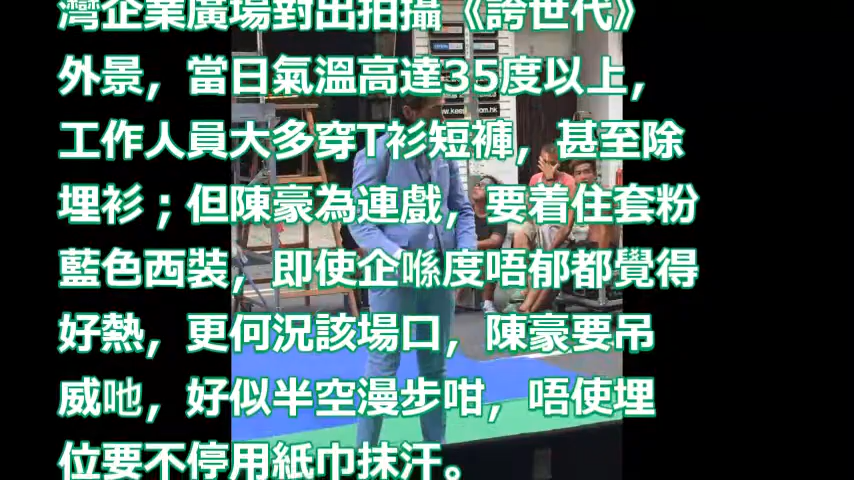 灣企業廣場對出拍攝《誇世代》
外景，當日氣溫高達35度以上，
工作人員大多穿T衫短褲，甚至除
埋衫；但陳豪為連戲，要着住套粉
藍色西裝，即使企喺度唔郁都覺得
好熱，更何況該場口，陳豪要吊
威吔，好似半空漫步咁，唔使埋
位要不停用紙巾抹汗。